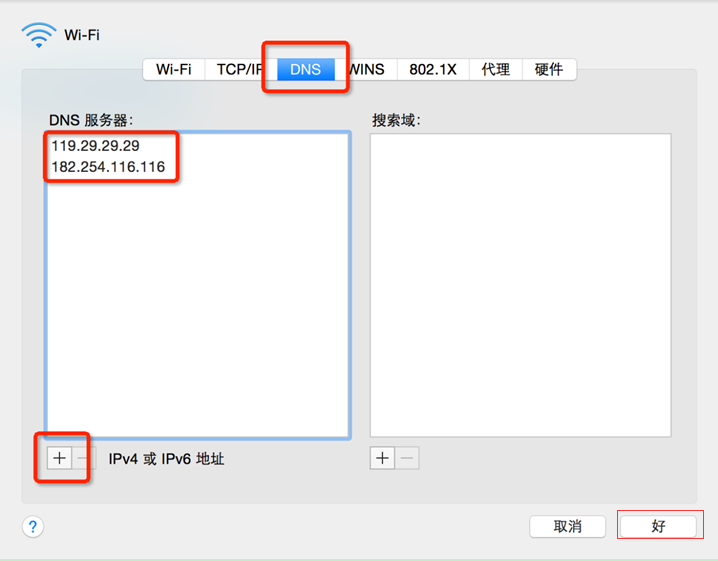 Wi-Fi
Wi-Fi TCP/IP DNS WINS 802.1X 代理 硬件
DNS 服务器：
搜索域：
119.29.29.29
182.254.116.116
+ − IPv4 或 IPv6 地址
+ −
? 取消 好